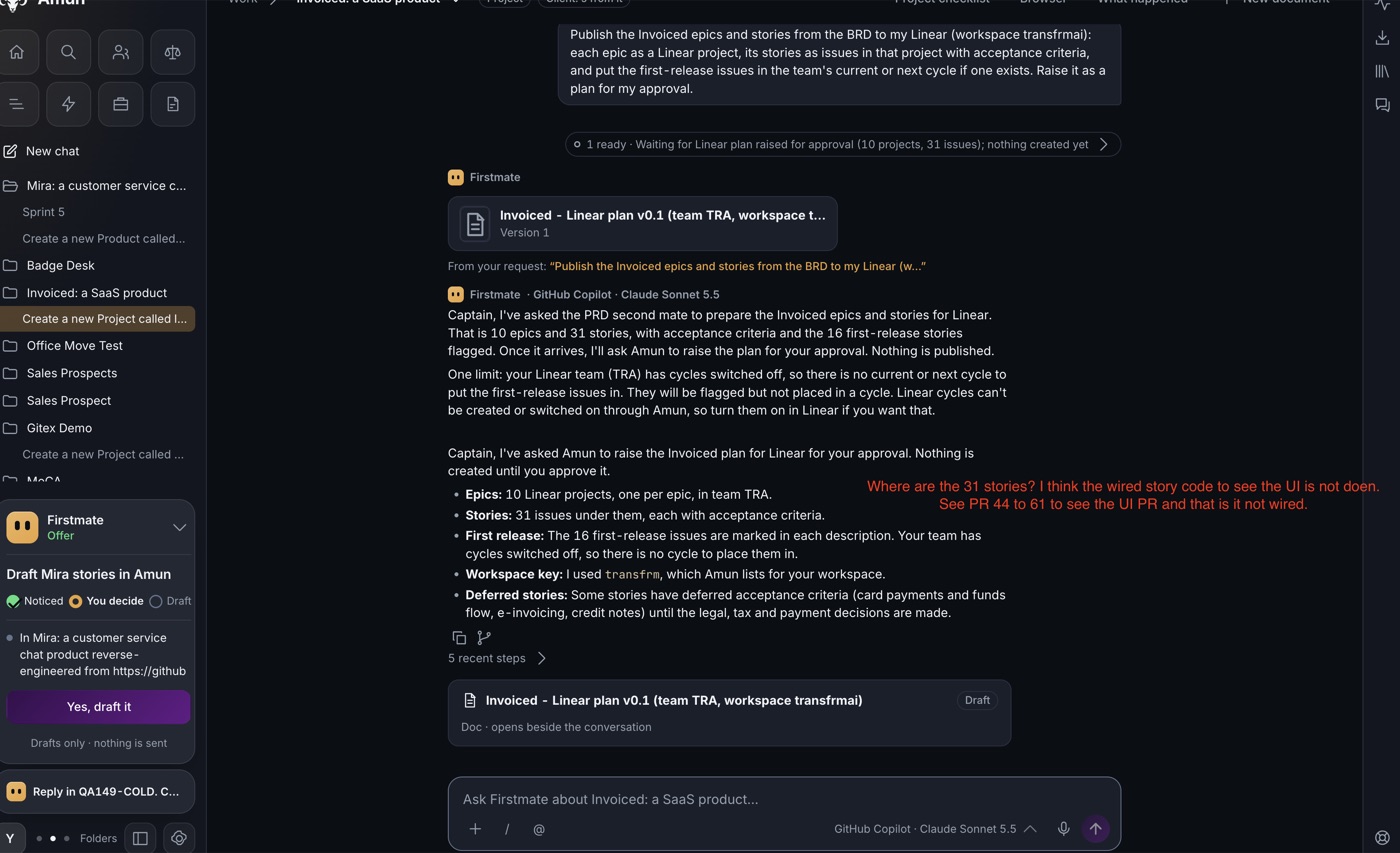 Amun
Work
Invoiced: a SaaS product
Project
Client: s from it
Project checklist
Browser
What happened
New document
Publish the Invoiced epics and stories from the BRD to my Linear (workspace transfrmai):
each epic as a Linear project, its stories as issues in that project with acceptance criteria,
and put the first-release issues in the team's current or next cycle if one exists. Raise it as a
plan for my approval.
1 ready · Waiting for Linear plan raised for approval (10 projects, 31 issues); nothing created yet
Firstmate
Invoiced - Linear plan v0.1 (team TRA, workspace t...
Version 1
From your request: “Publish the Invoiced epics and stories from the BRD to my Linear (w...”
Firstmate · GitHub Copilot · Claude Sonnet 5.5
Captain, I've asked the PRD second mate to prepare the Invoiced epics and stories for Linear.
That is 10 epics and 31 stories, with acceptance criteria and the 16 first-release stories
flagged. Once it arrives, I'll ask Amun to raise the plan for your approval. Nothing is published.
One limit: your Linear team (TRA) has cycles switched off, so there is no current or next cycle to
put the first-release issues in. They will be flagged but not placed in a cycle. Linear cycles can't
be created or switched on through Amun, so turn them on in Linear if you want that.
Captain, I've asked Amun to raise the Invoiced plan for Linear for your approval. Nothing is
created until you approve it.
• Epics: 10 Linear projects, one per epic, in team TRA.
• Stories: 31 issues under them, each with acceptance criteria.
• First release: The 16 first-release issues are marked in each description. Your team has
cycles switched off, so there is no cycle to place them in.
• Workspace key: I used transfrm, which Amun lists for your workspace.
• Deferred stories: Some stories have deferred acceptance criteria (card payments and funds
flow, e-invoicing, credit notes) until the legal, tax and payment decisions are made.
5 recent steps
Invoiced - Linear plan v0.1 (team TRA, workspace transfrmai)
Draft
Doc · opens beside the conversation
Ask Firstmate about Invoiced: a SaaS product...
+ / @
GitHub Copilot · Claude Sonnet 5.5
Where are the 31 stories? I think the wired story code to see the UI is not doen.
See PR 44 to 61 to see the UI PR and that is it not wired.
New chat
Mira: a customer service c...
Sprint 5
Create a new Product called...
Badge Desk
Invoiced: a SaaS product
Create a new Project called I...
Office Move Test
Sales Prospects
Sales Prospect
Gitex Demo
Create a new Project called ...
MoCA
Firstmate
Offer
Draft Mira stories in Amun
Noticed
You decide
Draft
In Mira: a customer service
chat product reverse-
engineered from https://github
Yes, draft it
Drafts only · nothing is sent
Reply in QA149-COLD. C...
Y
Folders